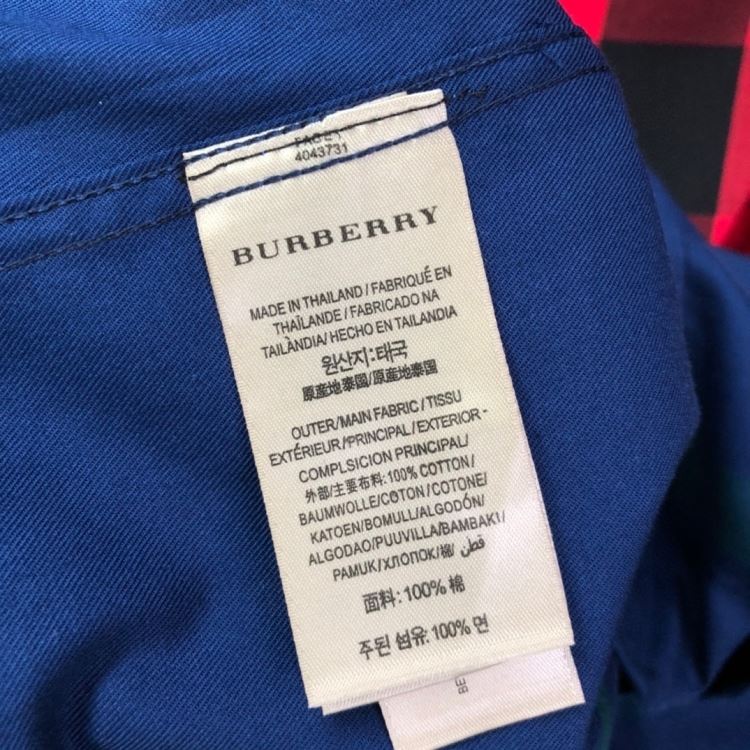 4043731
BURBERRY
MADE IN THAILAND / FABRIQUÉ EN
THAÏLANDE / FABRICADO NA
TAILÀNDIA/ HECHO EN TAILANDIA
원산지:태국
原産地泰国/原産地泰国
OUTER/MAIN FABRIC / TISSU
EXTÉRIEUR/PRINCIPAL/EXTERIOR -
COMPLSICION PRINCIPAL/
外部/主要布料:100% COTTON/
BAUMWOLLE/COTON/COTONE/
KATOEN/BOMULL/ALGODÓN/
ALGODAO/PUUVILLA/BAMBAKI/
PAMUK/ХЛОПОК/棉/ قطن
面料: 100% 棉
주된 섬유: 100% 면
BE